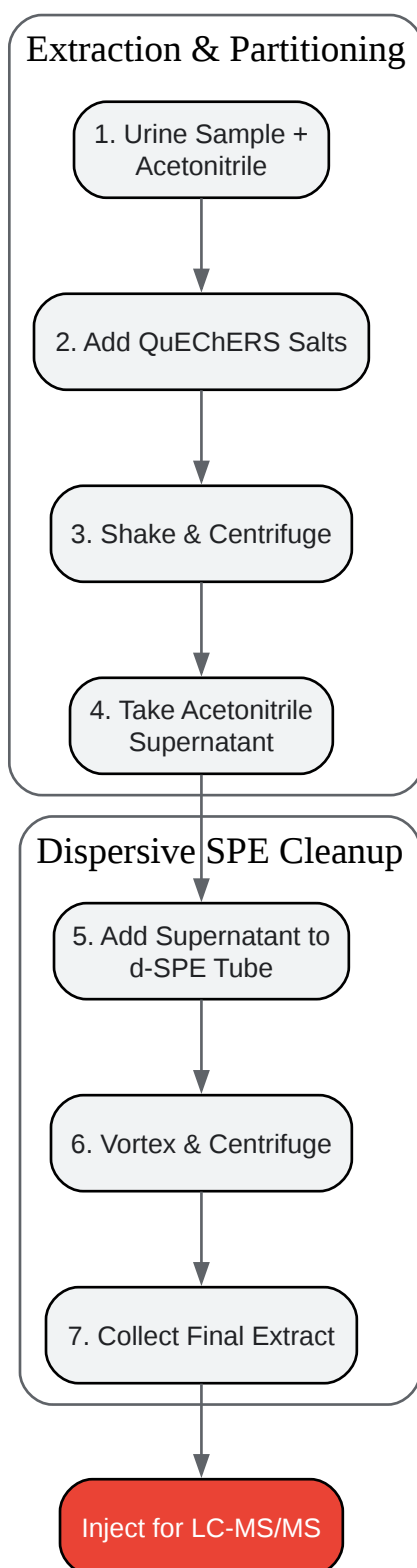 Extraction & Partitioning
1. Urine Sample +
Acetonitrile
2. Add QuEChERS Salts
3. Shake & Centrifuge
4. Take Acetonitrile
Supernatant
Dispersive SPE Cleanup
5. Add Supernatant to
d-SPE Tube
6. Vortex & Centrifuge
7. Collect Final Extract
Inject for LC-MS/MS